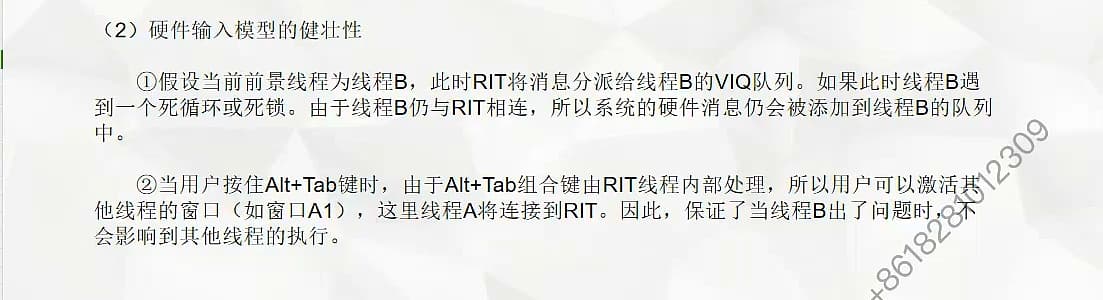 （2）硬件输入模型的健壮性
①假设当前前景线程为线程B，此时RIT将消息分派给线程B的VIQ队列。如果此时线程B遇
到一个死循环或死锁。由于线程B仍与RIT相连，所以系统的硬件消息仍会被添加到线程B的队列
中。
②当用户按住Alt+Tab键时，由于Alt+Tab组合键由RIT线程内部处理，所以用户可以激活其
他线程的窗口（如窗口A1），这里线程A将连接到RIT。因此，保证了当线程B出了问题时，不
会影响到其他线程的执行。
+8618281012309